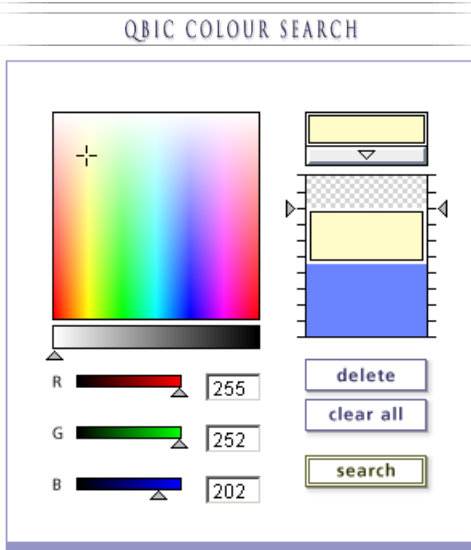 QBIC COLOUR SEARCH
R 255
G 252
B 202
delete
clear all
search